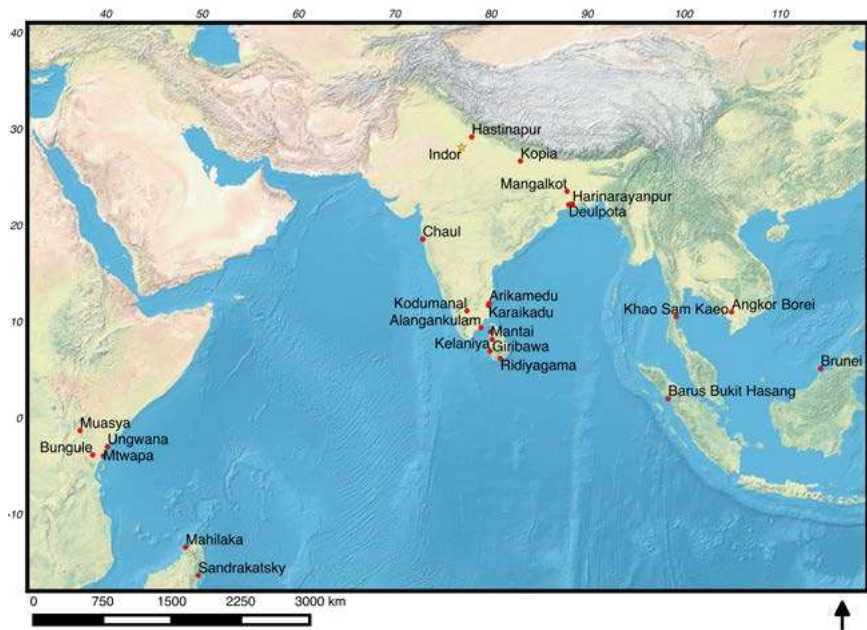 40 50 60 70 80 90 100 110
40
30
20
10
0
-10
Hastinapur
Indor
Kopia
Mangalkot
Harinarayanpur
Deulpota
Chaul
Kodumanal
Arikamedu
Karaikadu
Alangankulam
Mantai
Kelaniya
Giribawa
Ridiyagama
Khao Sam Kaeo
Angkor Borei
Brunei
Barus Bukit Hasang
Muasya
Ungwana
Bungule
Mtwapa
Mahilaka
Sandrakatsky
0 750 1500 2250 3000 km